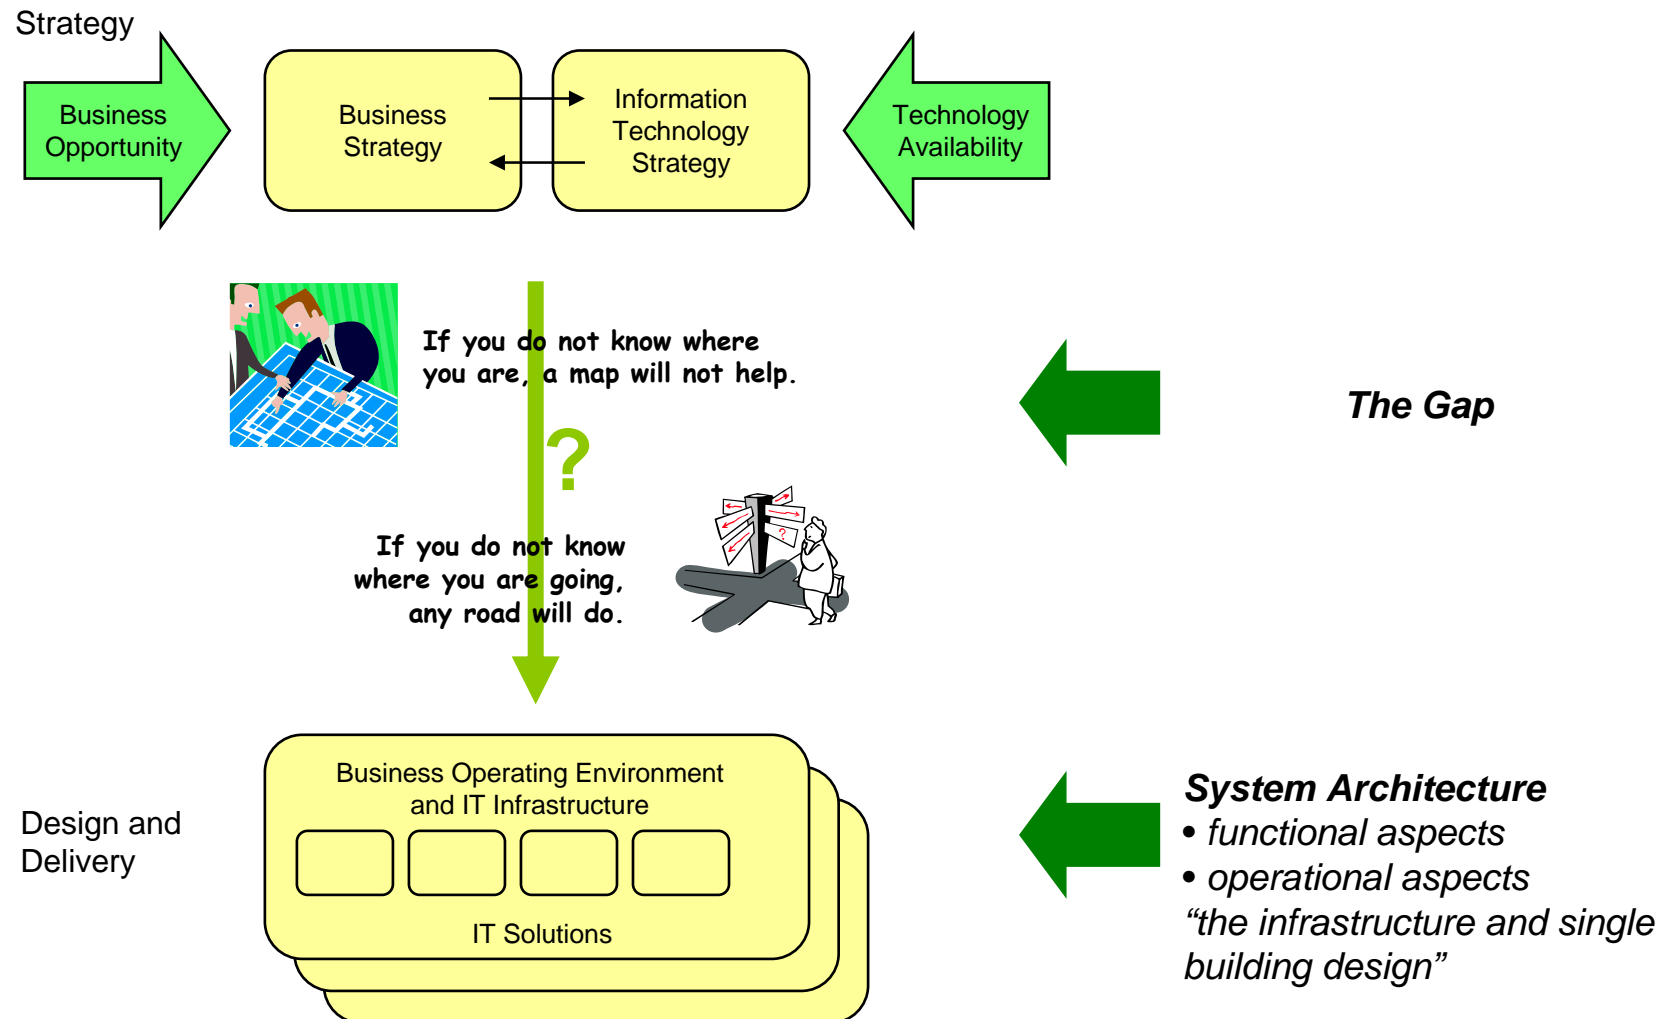 Strategy
Business
Opportunity
Business
Strategy
Information
Technology
Strategy
Technology
Availability
If you do not know where
you are, a map will not help.
The Gap
?
?
If you do not know
where you are going,
any road will do.
Design and
Delivery
Business Operating Environment
and IT Infrastructure
IT Solutions
System Architecture
• functional aspects
• operational aspects
“the infrastructure and single
building design”